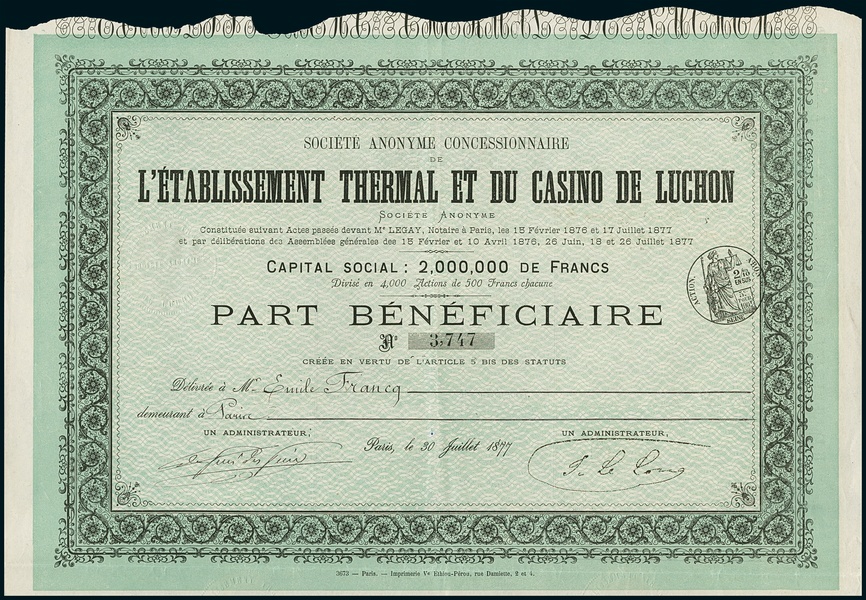 SOCIÉTÉ ANONYME CONCESSIONNAIRE
DE
L'ÉTABLISSEMENT THERMAL ET DU CASINO DE LUCHON
SOCIÉTÉ ANONYME
Constituée suivant Actes passés devant Me LEGAY, Notaire à Paris, les 15 Février 1876 et 17 Juillet 1877
et par délibérations des Assemblées générales des 15 Février et 10 Avril 1876, 26 Juin, 18 et 26 Juillet 1877
CAPITAL SOCIAL : 2,000,000 DE FRANCS
Divisé en 4,000 Actions de 500 Francs chacune
ACTION
PART BÉNÉFICIAIRE
No 3,747
CRÉÉE EN VERTU DE L'ARTICLE 5 BIS DES STATUTS
Délivrée à Mr Emile Francq
demeurant à Paris
UN ADMINISTRATEUR, UN ADMINISTRATEUR,
Paris, le 30 Juillet 1877
3673 — Paris. — Imprimerie Ve Ethiou-Pérou, rue Damiette, 2 et 4.